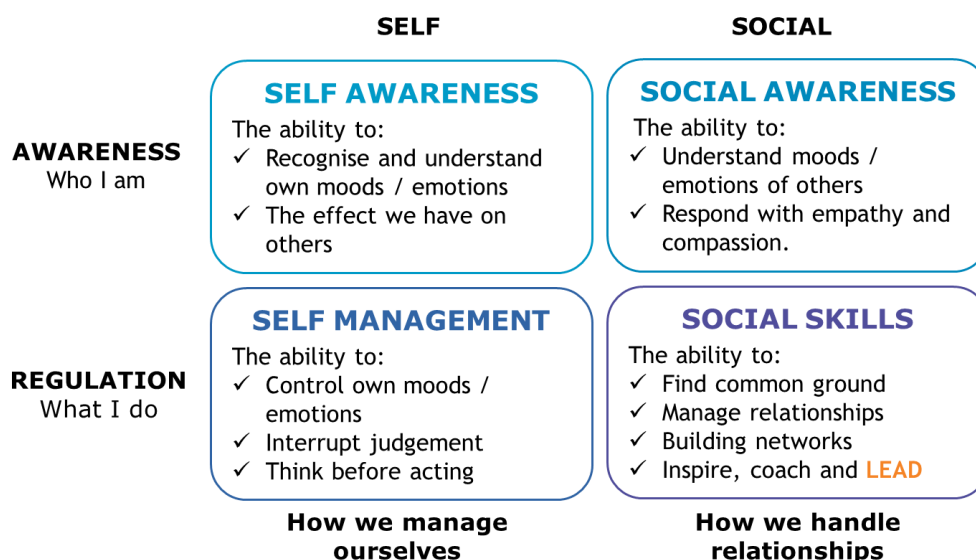 SELF
SOCIAL
AWARENESS
Who I am
SELF AWARENESS
The ability to:
✓ Recognise and understand
own moods / emotions
✓ The effect we have on
others
SOCIAL AWARENESS
The ability to:
✓ Understand moods /
emotions of others
✓ Respond with empathy and
compassion.
REGULATION
What I do
SELF MANAGEMENT
The ability to:
✓ Control own moods /
emotions
✓ Interrupt judgement
✓ Think before acting
SOCIAL SKILLS
The ability to:
✓ Find common ground
✓ Manage relationships
✓ Building networks
✓ Inspire, coach and LEAD
How we manage
ourselves
How we handle
relationships